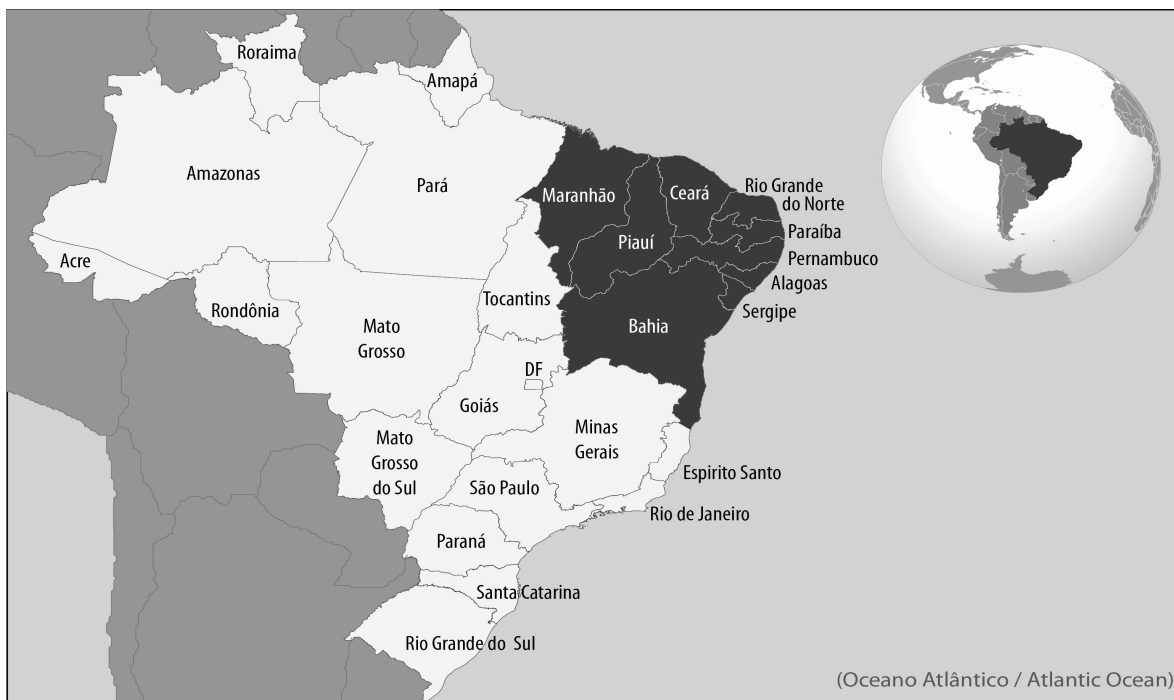 Roraima
Amapá
Amazonas
Pará
Maranhão
Ceará
Rio Grande
do Norte
Paraíba
Piauí
Pernambuco
Acre
Alagoas
Rondônia
Tocantins
Sergipe
Bahia
Mato
Grosso
DF
Goiás
Minas
Gerais
Mato
Grosso
do Sul
São Paulo
Espirito Santo
Rio de Janeiro
Paraná
Santa Catarina
Rio Grande do Sul
(Oceano Atlântico / Atlantic Ocean)